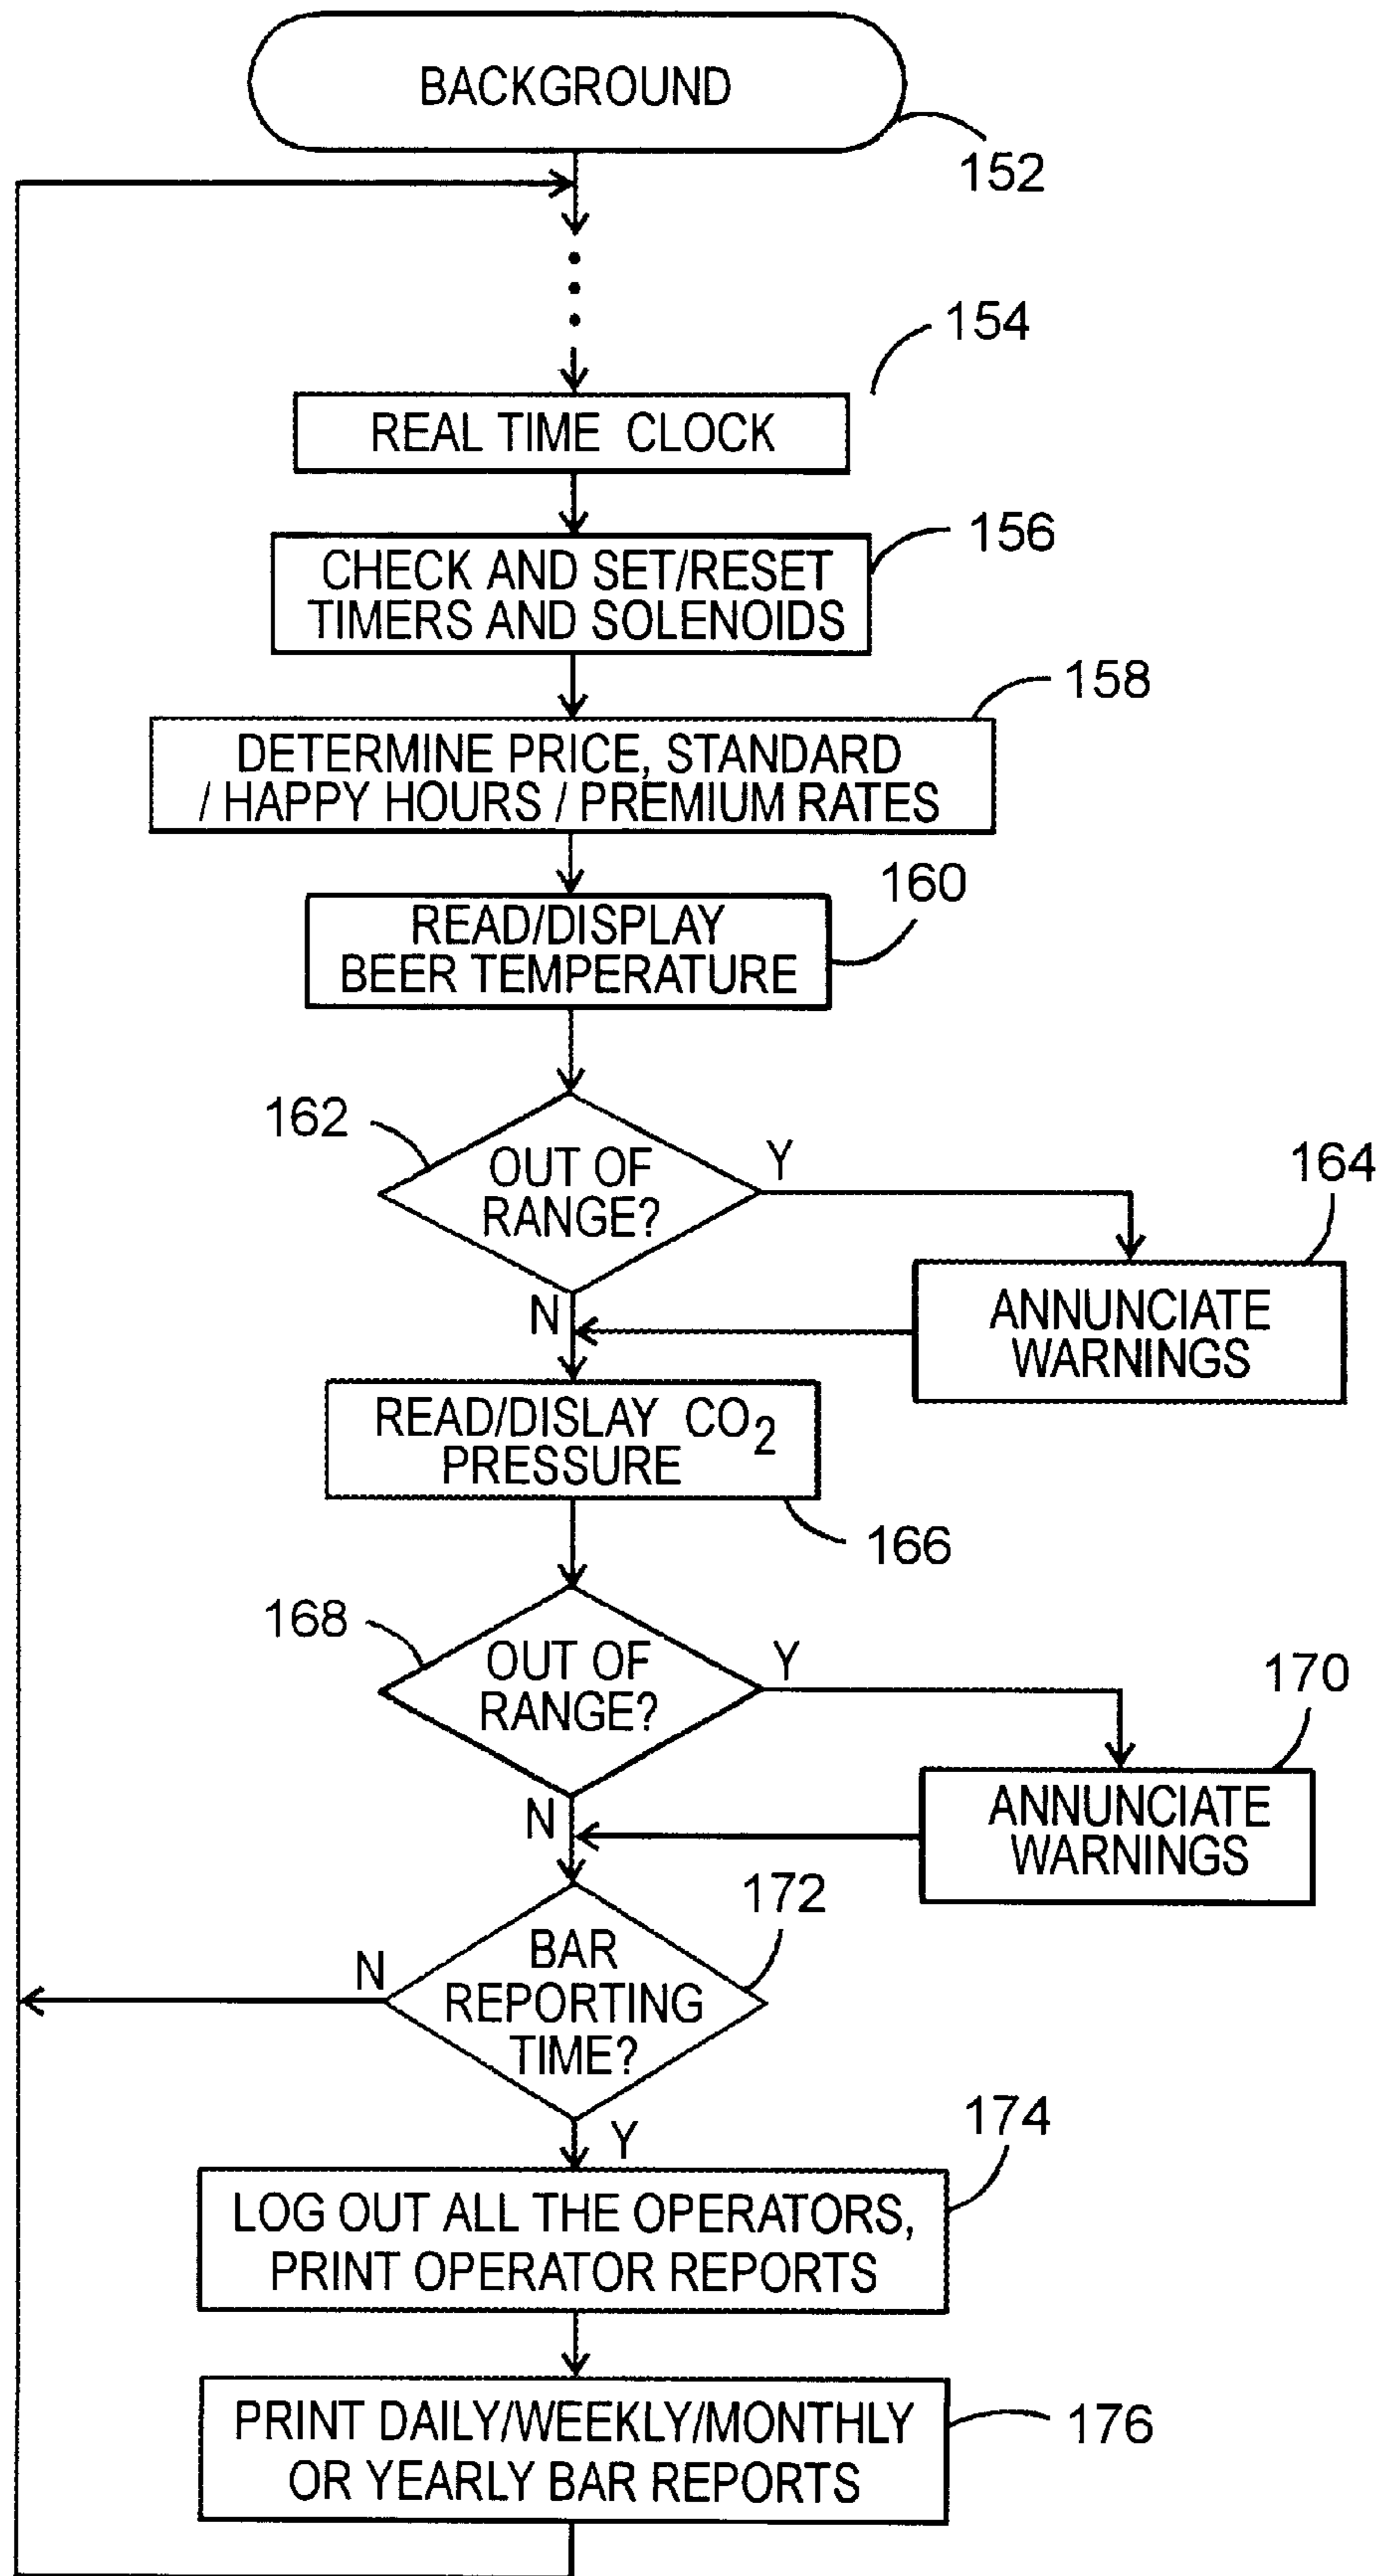 BACKGROUND
152
154
REAL TIME CLOCK
156
CHECK AND SET/RESET
TIMERS AND SOLENOIDS
158
DETERMINE PRICE, STANDARD
/ HAPPY HOURS / PREMIUM RATES
160
READ/DISPLAY
BEER TEMPERATURE
162
OUT OF
RANGE?
Y
164
N
ANNUNCIATE
WARNINGS
READ/DISLAY CO2
PRESSURE
166
168
OUT OF
RANGE?
Y
170
N
ANNUNCIATE
WARNINGS
172
BAR
REPORTING
TIME?
N
Y
174
LOG OUT ALL THE OPERATORS,
PRINT OPERATOR REPORTS
PRINT DAILY/WEEKLY/MONTHLY
OR YEARLY BAR REPORTS
176